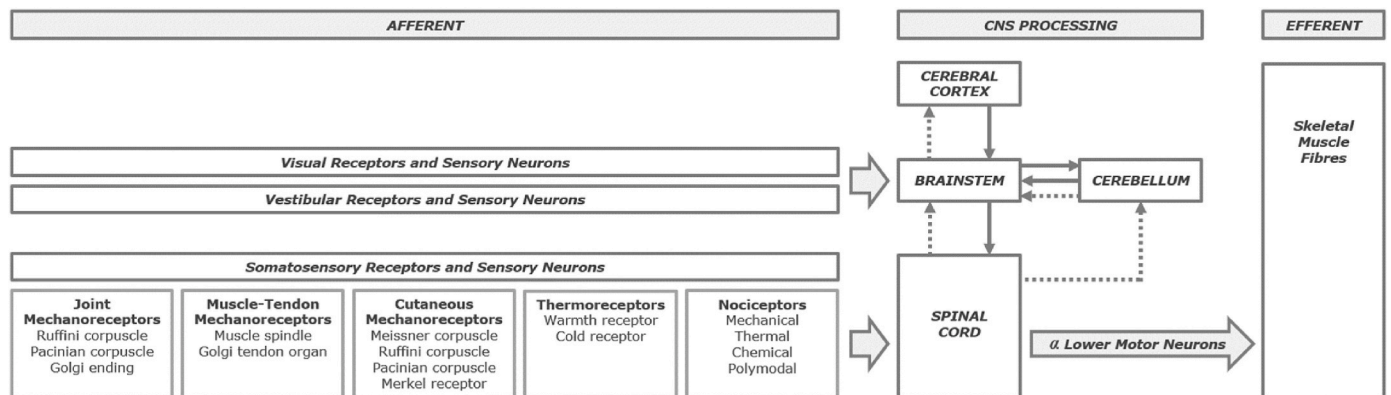 AFFERENT
CNS PROCESSING
EFFERENT
CEREBRAL
CORTEX
Skeletal
Muscle
Fibres
Visual Receptors and Sensory Neurons
Vestibular Receptors and Sensory Neurons
BRAINSTEM
CEREBELLUM
Somatosensory Receptors and Sensory Neurons
Joint
Mechanoreceptors
Ruffini corpuscle
Pacinian corpuscle
Golgi ending
Muscle-Tendon
Mechanoreceptors
Muscle spindle
Golgi tendon organ
Cutaneous
Mechanoreceptors
Meissner corpuscle
Ruffini corpuscle
Pacinian corpuscle
Merkel receptor
Thermoreceptors
Warmth receptor
Cold receptor
Nociceptors
Mechanical
Thermal
Chemical
Polymodal
SPINAL
CORD
α Lower Motor Neurons